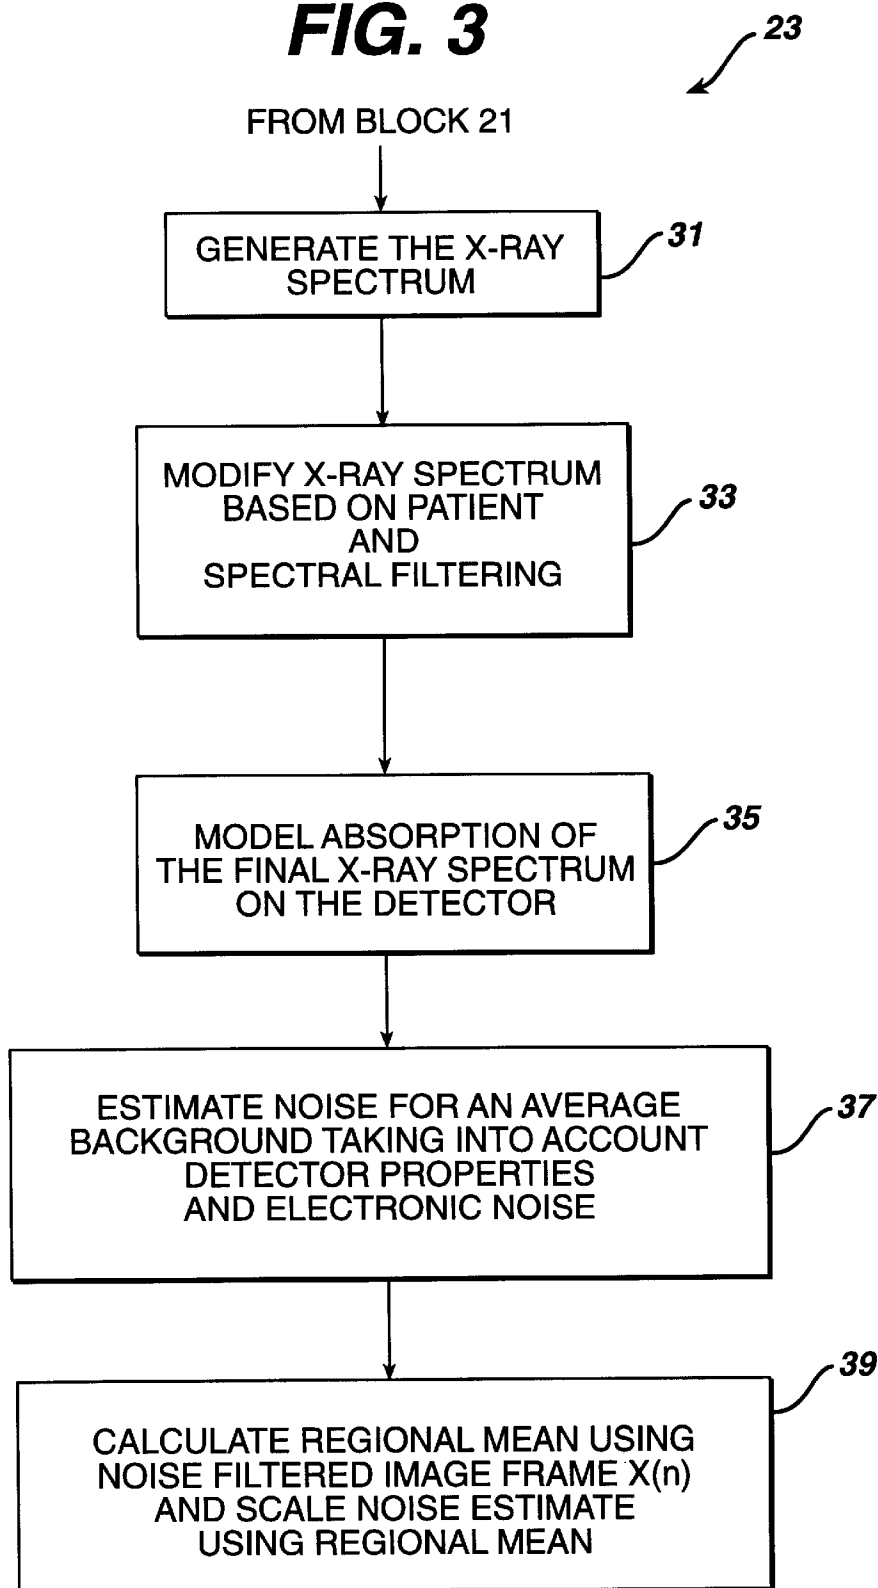 FIG. 3
23
FROM BLOCK 21
GENERATE THE X-RAY
SPECTRUM
31
MODIFY X-RAY SPECTRUM
BASED ON PATIENT
AND
SPECTRAL FILTERING
33
MODEL ABSORPTION OF
THE FINAL X-RAY SPECTRUM
ON THE DETECTOR
35
ESTIMATE NOISE FOR AN AVERAGE
BACKGROUND TAKING INTO ACCOUNT
DETECTOR PROPERTIES
AND ELECTRONIC NOISE
37
CALCULATE REGIONAL MEAN USING
NOISE FILTERED IMAGE FRAME X(n)
AND SCALE NOISE ESTIMATE
USING REGIONAL MEAN
39